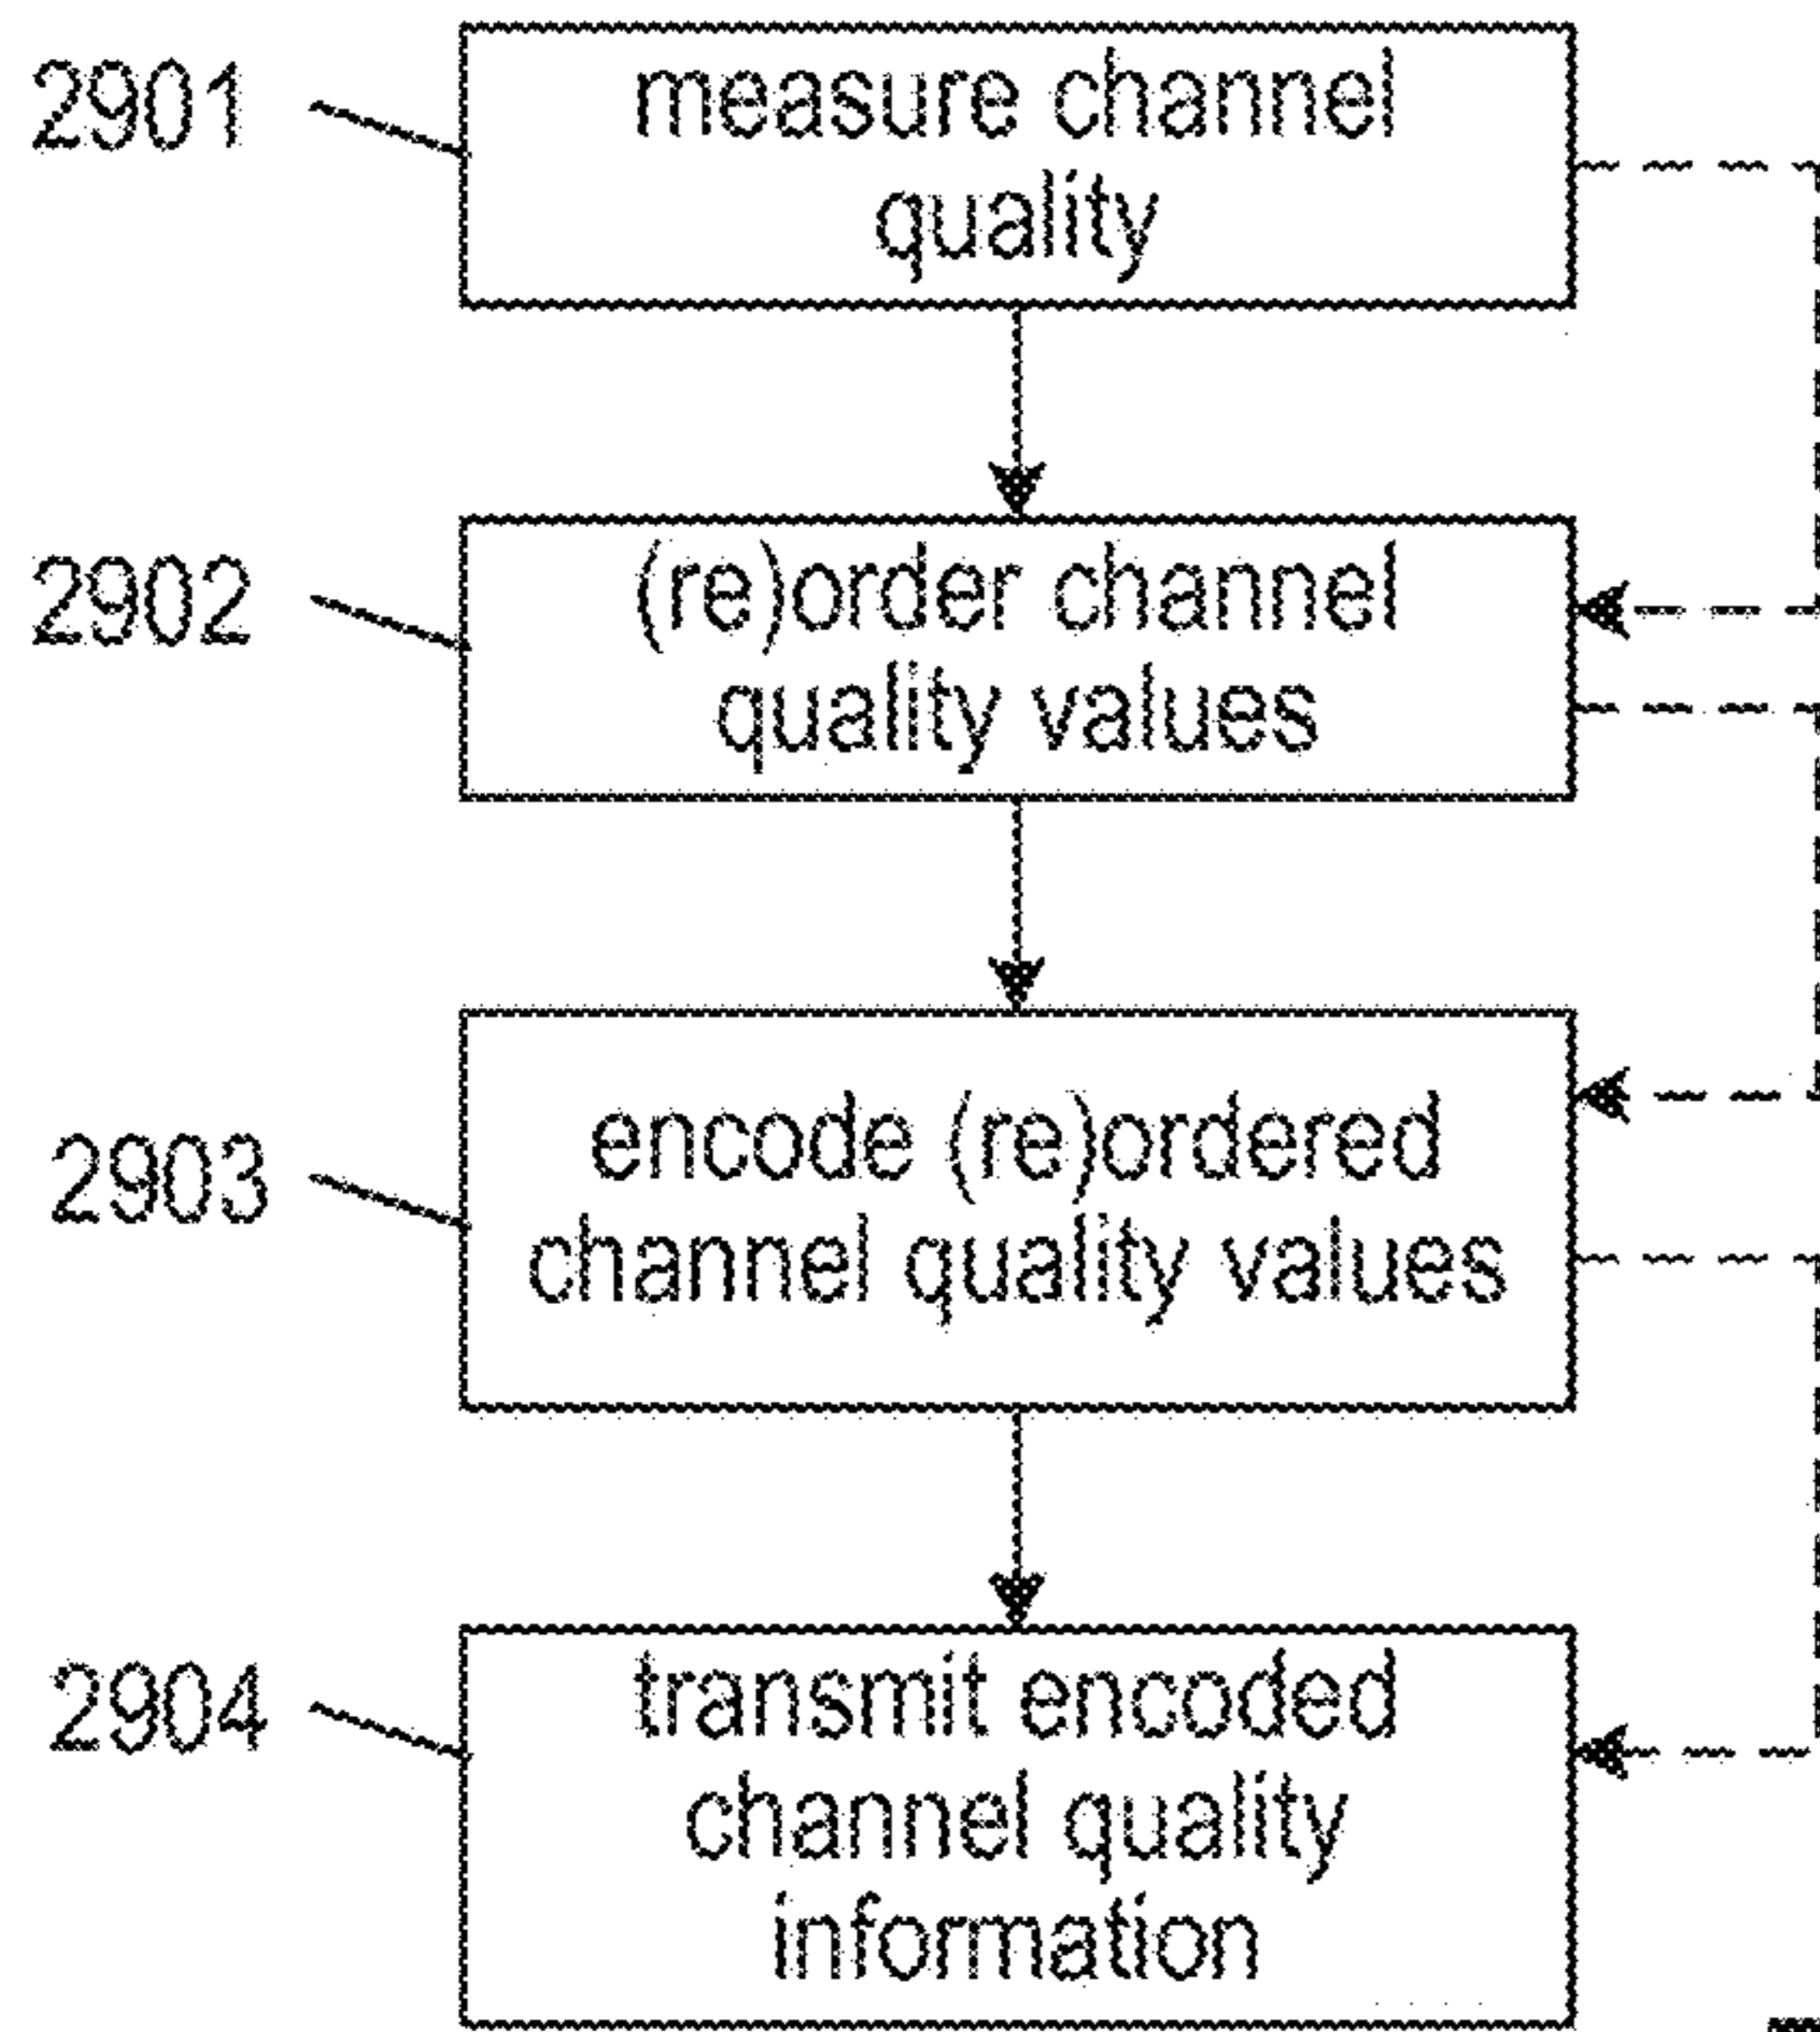 2901
measure channel
quality
2902
(re)order channel
quality values
2903
encode (re)ordered
channel quality values
2904
transmit encoded
channel quality
information